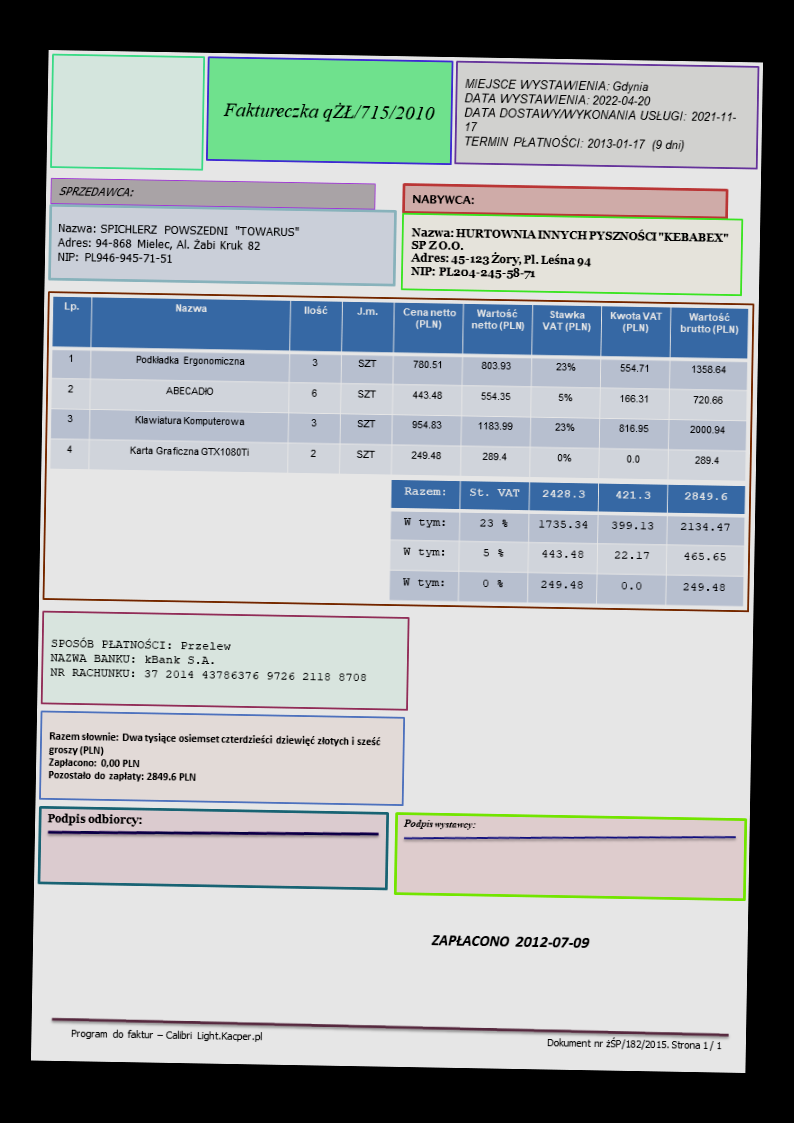 Faktureczka qŻŁ/715/2010
MIEJSCE WYSTAWIENIA: Gdynia
DATA WYSTAWIENIA: 2022-04-20
DATA DOSTAWY/WYKONANIA USŁUGI: 2021-11-
17
TERMIN PŁATNOŚCI: 2013-01-17 (9 dni)
SPRZEDAWCA:
Nazwa: SPICHLERZ POWSZEDNI "TOWARUS"
Adres: 94-868 Mielec, Al. Żabi Kruk 82
NIP: PL946-945-71-51
NABYWCA:
Nazwa: HURTOWNIA INNYCH PYSZNOŚCI "KEBABEX"
SP Z O.O.
Adres: 45-123 Żory, Pl. Leśna 94
NIP: PL204-245-58-71
Lp. Nazwa Ilość J.m. Cena netto (PLN) Wartość netto (PLN) Stawka VAT (PLN) Kwota VAT (PLN) Wartość brutto (PLN)
1 Podkładka Ergonomiczna 3 SZT 780.51 803.93 23% 554.71 1358.64
2 ABECADŁO 6 SZT 443.48 554.35 5% 166.31 720.66
3 Klawiatura Komputerowa 3 SZT 954.83 1183.99 23% 816.95 2000.94
4 Karta Graficzna GTX1080Ti 2 SZT 249.48 289.4 0% 0.0 289.4
Razem: St. VAT 2428.3 421.3 2849.6
W tym: 23 % 1735.34 399.13 2134.47
W tym: 5 % 443.48 22.17 465.65
W tym: 0 % 249.48 0.0 249.48
SPOSÓB PŁATNOŚCI: Przelew
NAZWA BANKU: kBank S.A.
NR RACHUNKU: 37 2014 43786376 9726 2118 8708
Razem słownie: Dwa tysiące osiemset czterdzieści dziewięć złotych i sześć
groszy (PLN)
Zapłacono: 0,00 PLN
Pozostało do zapłaty: 2849.6 PLN
Podpis odbiorcy:
Podpis wystawcy:
ZAPŁACONO 2012-07-09
Program do faktur – Calibri Light.Kacper.pl
Dokument nr żŚP/182/2015. Strona 1 / 1